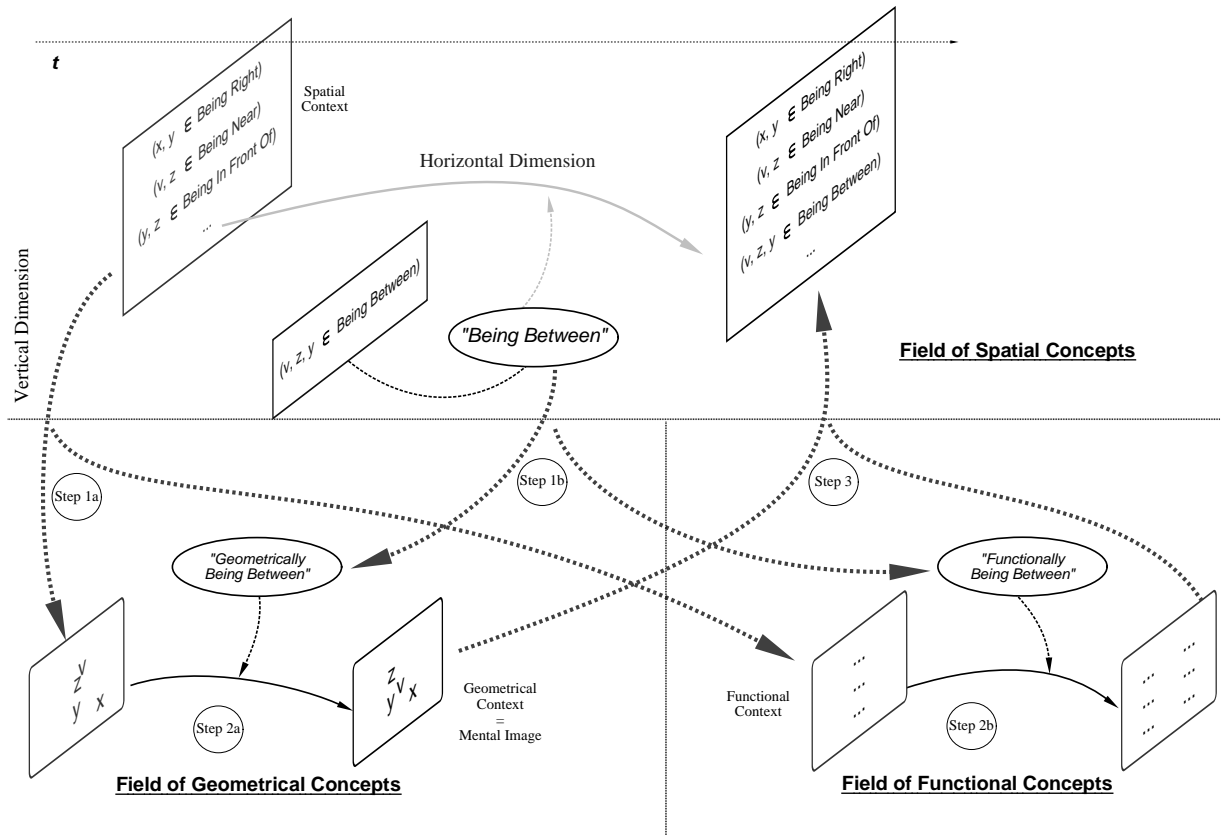 t
(x, y ε Being Right)
(v, z ε Being Near)
(y, z ε Being In Front Of)
...
Spatial
Context
Horizontal Dimension
(x, y ε Being Right)
(v, z ε Being Near)
(y, z ε Being In Front Of)
(v, z, y ε Being Between)
...
Vertical Dimension
(v, z, y ε Being Between)
"Being Between"
Field of Spatial Concepts
Step 1a
Step 1b
Step 3
"Geometrically
Being Between"
"Functionally
Being Between"
v
z
y x
z
v
y x
Geometrical
Context
=
Mental Image
Step 2a
Field of Geometrical Concepts
Functional
Context
...
...
...
Step 2b
... ...
... ...
...
Field of Functional Concepts